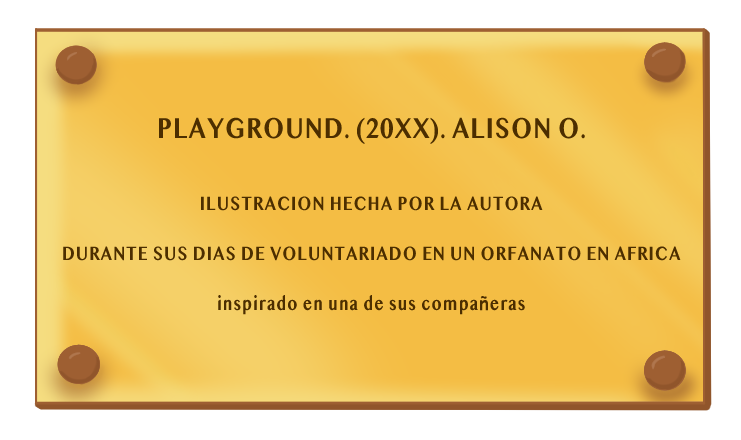 PLAYGROUND. (20XX). ALISON O.
ILUSTRACION HECHA POR LA AUTORA
DURANTE SUS DIAS DE VOLUNTARIADO EN UN ORFANATO EN AFRICA
inspirado en una de sus compañeras